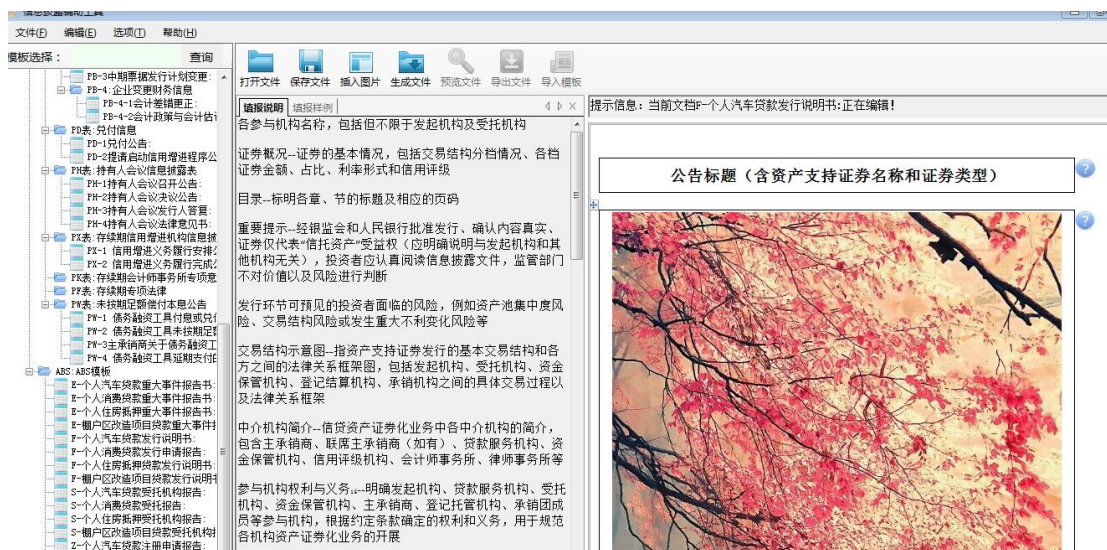 信息披露辅助工具
文件(F) 编辑(E) 选项(T) 帮助(H)
模板选择： 查询
PB-3中期票据发行计划变更:
PB-4:企业变更财务信息
PB-4-1会计差错更正:
PB-4-2会计政策与会计估计
PD表:兑付信息
PD-1兑付公告:
PD-2提请启动信用增进程序公
PH表:持有人会议信息披露表
PH-1持有人会议召开公告:
PH-2持有人会议决议公告:
PH-3持有人会议发行人答复:
PH-4持有人会议法律意见书:
PX表:存续期信用增进机构信息披
PX-1 信用增进义务履行安排公
PX-2 信用增进义务履行完成公
PK表:存续期会计师事务所专项意
PF表:存续期专项法律
PW表:未按期足额偿付本息公告
PW-1 债务融资工具付息或兑付
PW-2 债务融资工具未按期足额
PW-3主承销商关于债务融资工
PW-4 债务融资工具延期支付的
ABS:ABS模板
E-个人汽车贷款重大事件报告书:
E-个人消费贷款重大事件报告书:
E-个人住房抵押重大事件报告书:
E-棚户区改造项目贷款重大事件报
F-个人汽车贷款发行说明书:
F-个人消费贷款发行申请报告:
F-个人住房抵押贷款发行说明书:
F-棚户区改造项目贷款发行说明书
S-个人汽车贷款受托机构报告:
S-个人消费贷款受托报告:
S-个人住房抵押受托机构报告:
S-棚户区改造项目贷款受托机构报
Z-个人汽车贷款注册申请报告:
打开文件 保存文件 插入图片 生成文件 预览文件 导出文件 导入模板
填报说明 填报样例
各参与机构名称，包括但不限于发起机构及受托机构
证券概况--证券的基本情况，包括交易结构分档情况、各档
证券金额、占比、利率形式和信用评级
目录--标明各章、节的标题及相应的页码
重要提示--经银监会和人民银行批准发行、确认内容真实、
证券仅代表“信托资产”受益权（应明确说明与发起机构和其
他机构无关），投资者应认真阅读信息披露文件，监管部门
不对价值以及风险进行判断
发行环节可预见的投资者面临的风险，例如资产池集中度风
险、交易结构风险或发生重大不利变化风险等
交易结构示意图--指资产支持证券发行的基本交易结构和各
方之间的法律关系框架图，包括发起机构、受托机构、资金
保管机构、登记结算机构、承销机构之间的具体交易过程以
及法律关系框架
中介机构简介--信贷资产证券化业务中各中介机构的简介，
包含主承销商、联席主承销商（如有）、贷款服务机构、资
金保管机构、信用评级机构、会计师事务所、律师事务所等
参与机构权利与义务--明确发起机构、贷款服务机构、受托
机构、资金保管机构、主承销商、登记托管机构、承销团成
员等参与机构，根据约定条款确定的权利和义务，用于规范
各机构资产证券化业务的开展
提示信息：当前文档F-个人汽车贷款发行说明书:正在编辑！
公告标题（含资产支持证券名称和证券类型）